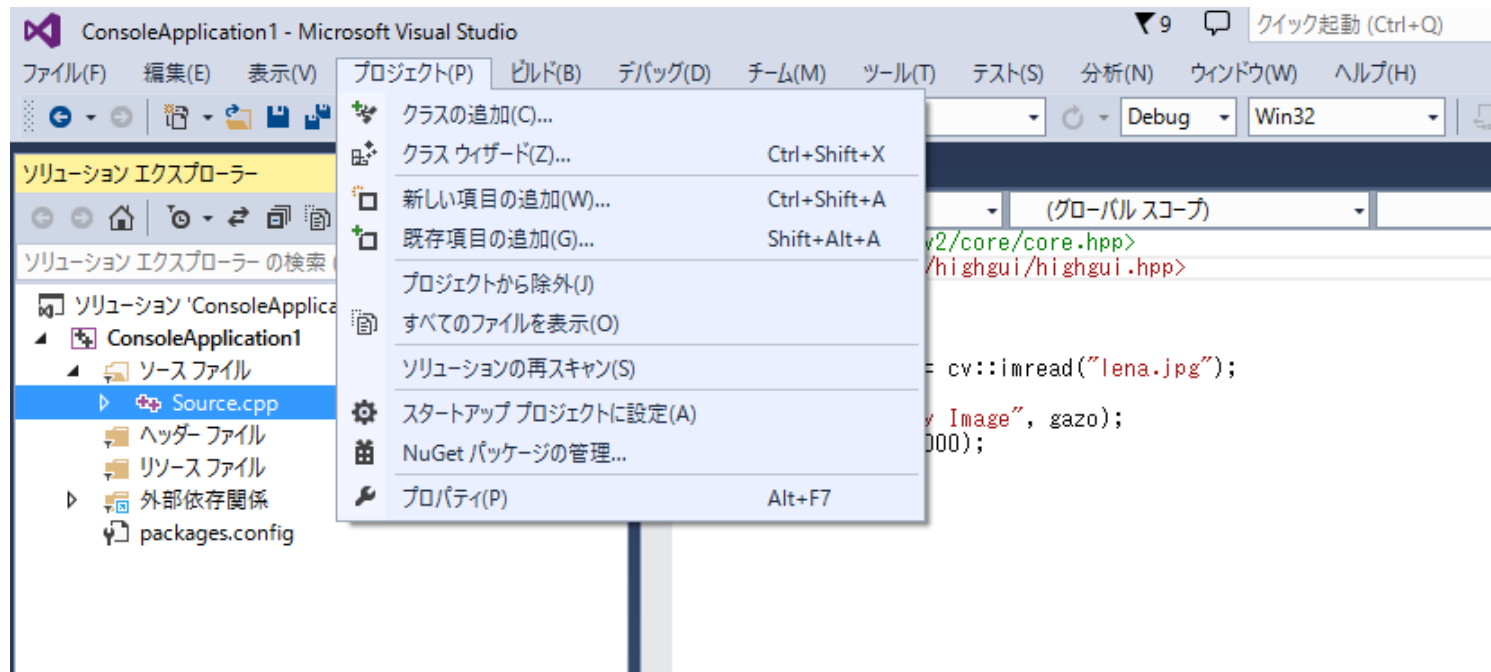 ConsoleApplication1 - Microsoft Visual Studio
9
クイック起動 (Ctrl+Q)
ファイル(F) 編集(E) 表示(V) プロジェクト(P) ビルド(B) デバッグ(D) チーム(M) ツール(T) テスト(S) 分析(N) ウィンドウ(W) ヘルプ(H)
Debug Win32
クラスの追加(C)...
クラス ウィザード(Z)... Ctrl+Shift+X
新しい項目の追加(W)... Ctrl+Shift+A
既存項目の追加(G)... Shift+Alt+A
プロジェクトから除外(J)
すべてのファイルを表示(O)
ソリューションの再スキャン(S)
スタートアップ プロジェクトに設定(A)
NuGet パッケージの管理...
プロパティ(P) Alt+F7
ソリューション エクスプローラー
ソリューション エクスプローラー の検索 (
ソリューション 'ConsoleApplica
ConsoleApplication1
ソース ファイル
Source.cpp
ヘッダー ファイル
リソース ファイル
外部依存関係
packages.config
(グローバル スコープ)
v2/core/core.hpp>
/highgui/highgui.hpp>
= cv::imread("lena.jpg");
y Image", gazo);
000);